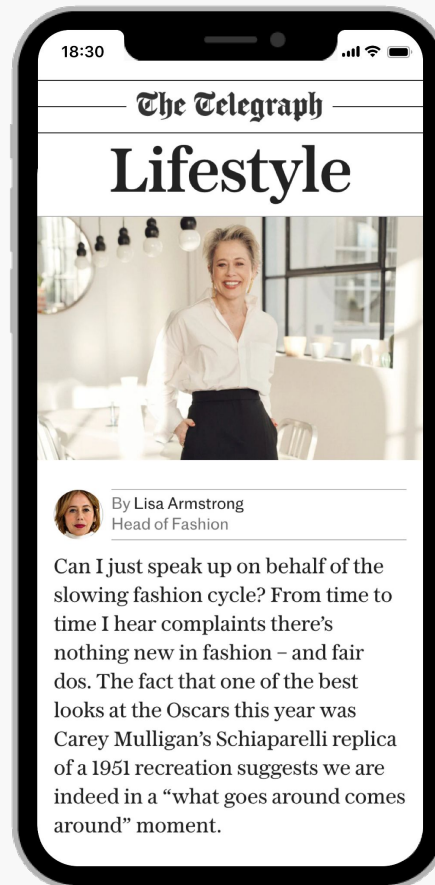 18:30
The Telegraph
Lifestyle
By Lisa Armstrong
Head of Fashion
Can I just speak up on behalf of the
slowing fashion cycle? From time to
time I hear complaints there’s
nothing new in fashion – and fair
dos. The fact that one of the best
looks at the Oscars this year was
Carey Mulligan’s Schiaparelli replica
of a 1951 recreation suggests we are
indeed in a “what goes around comes
around” moment.